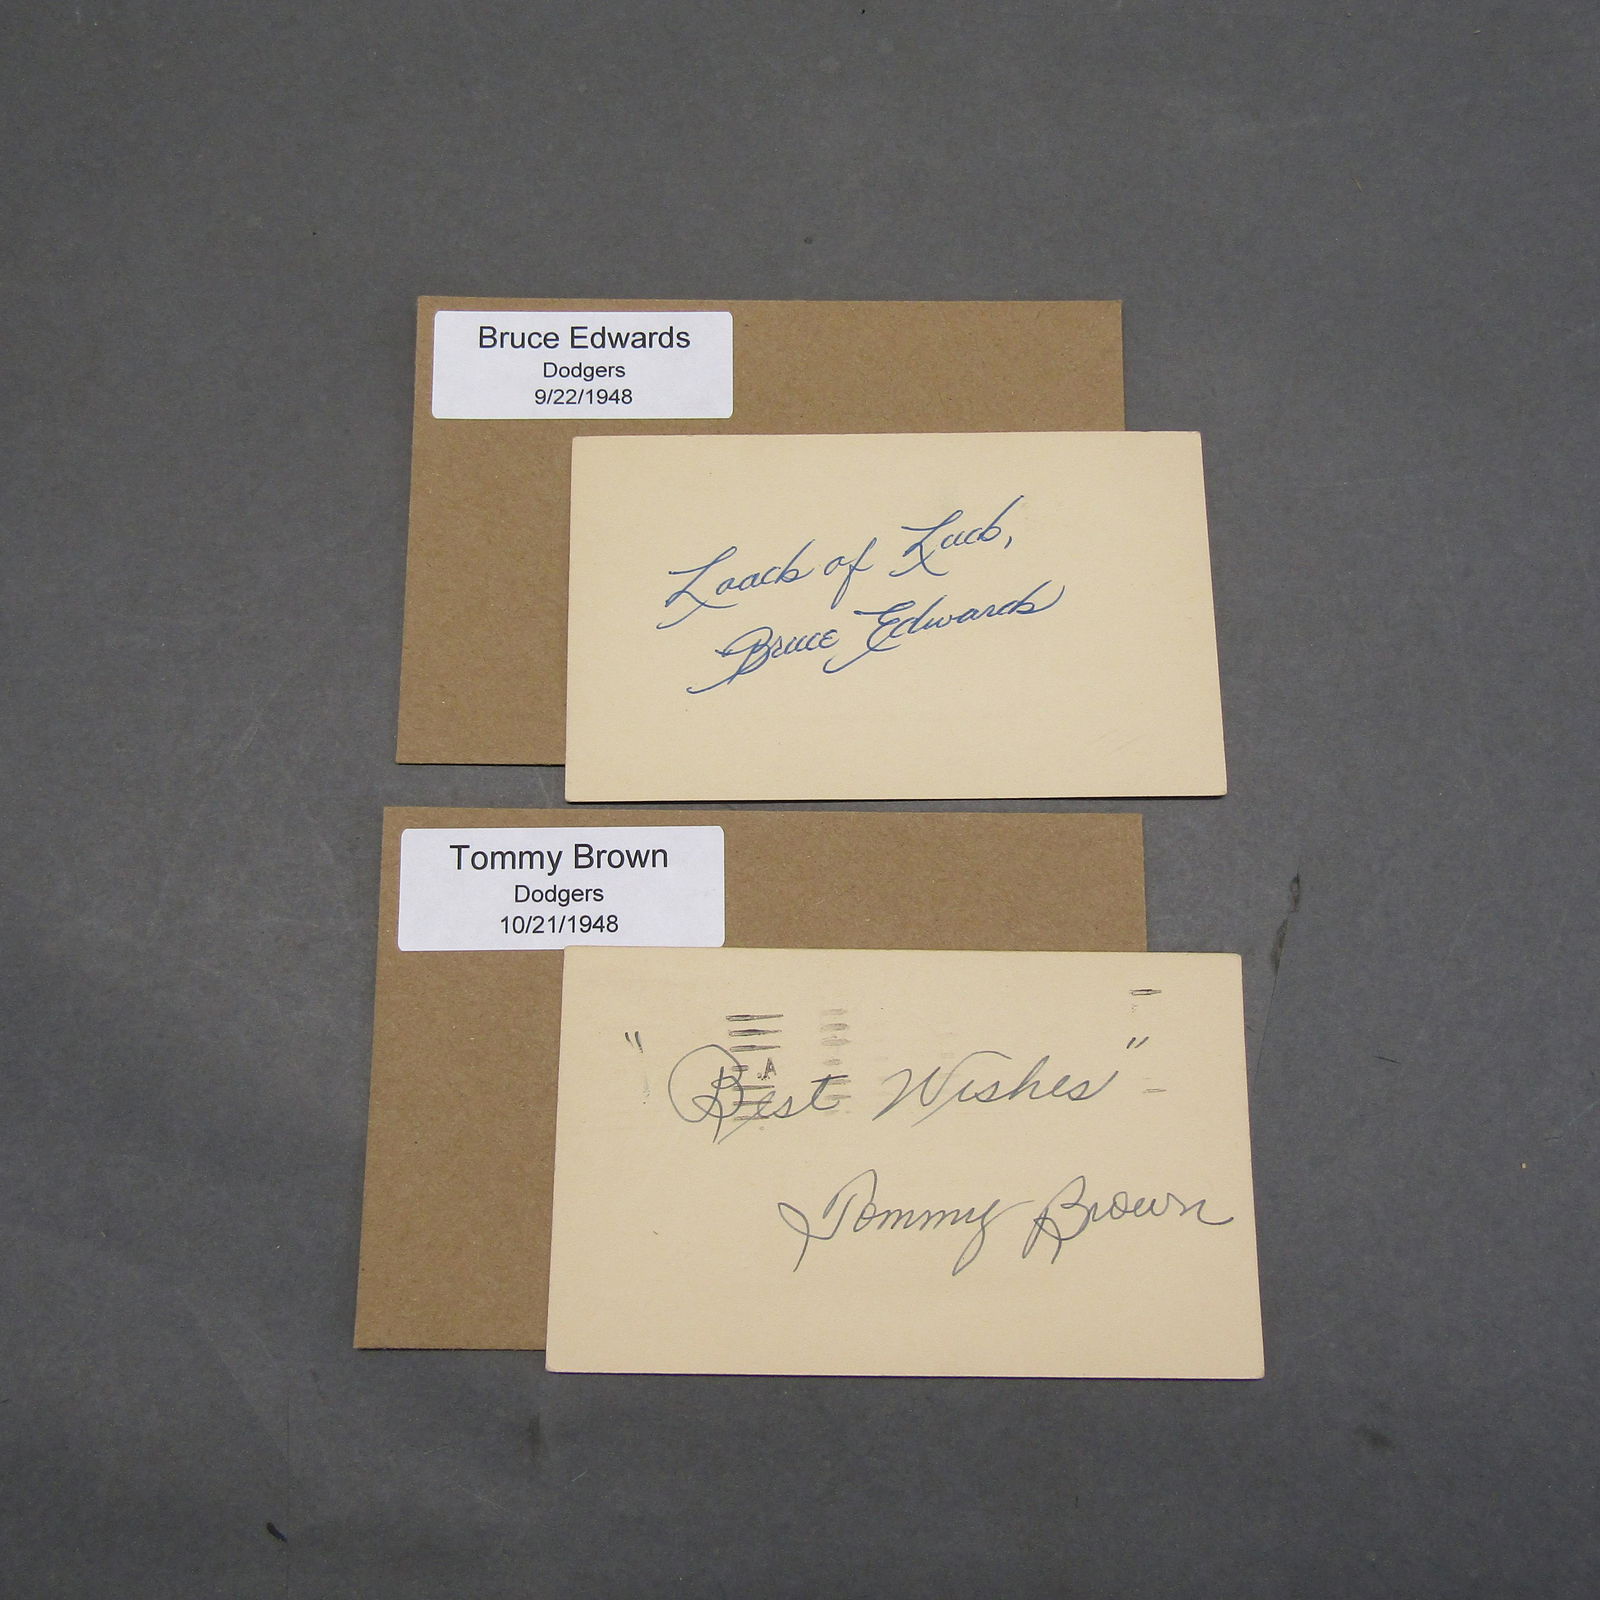 Bruce Edwards
Dodgers
9/22/1948
Loads of Luck,
Bruce Edwards
Tommy Brown
Dodgers
10/21/1948
A
"Best Wishes"
Tommy Brown